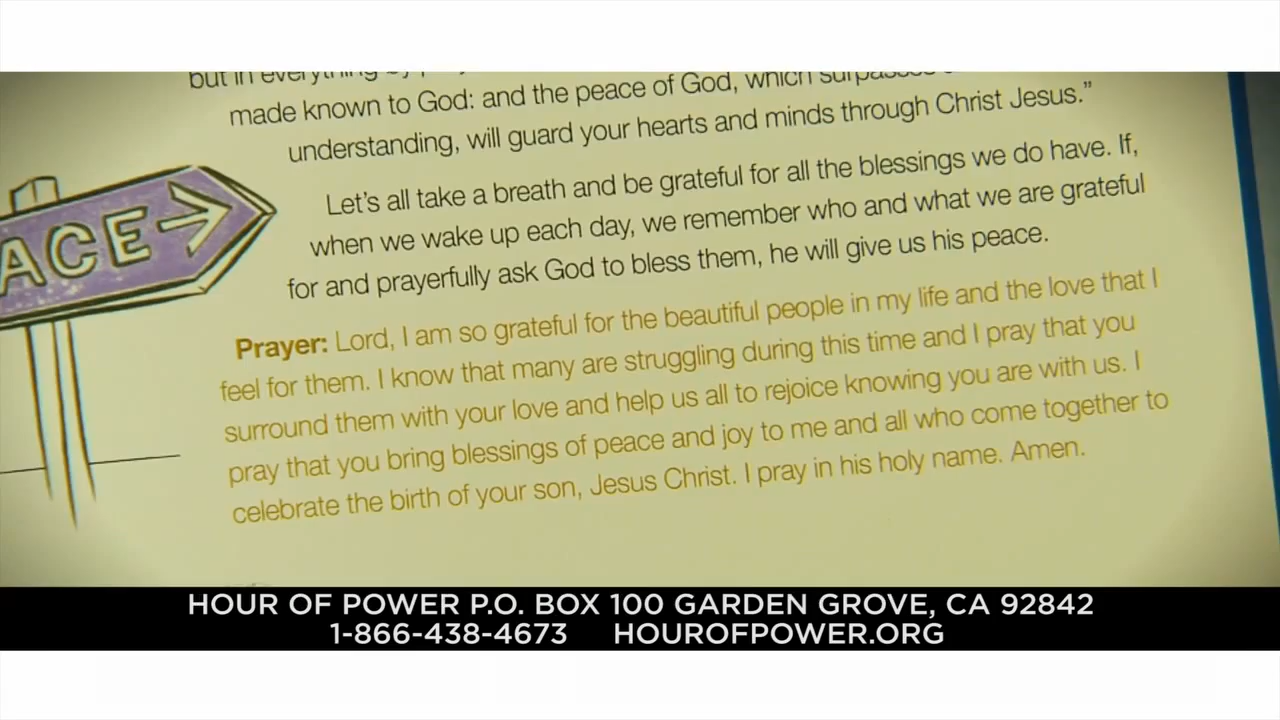 but in everything by
made known to God: and the peace of God, which surpasses
understanding, will guard your hearts and minds through Christ Jesus.”
Let’s all take a breath and be grateful for all the blessings we do have. If,
when we wake up each day, we remember who and what we are grateful
for and prayerfully ask God to bless them, he will give us his peace.
ACE
Prayer: Lord, I am so grateful for the beautiful people in my life and the love that I
feel for them. I know that many are struggling during this time and I pray that you
surround them with your love and help us all to rejoice knowing you are with us. I
pray that you bring blessings of peace and joy to me and all who come together to
celebrate the birth of your son, Jesus Christ. I pray in his holy name. Amen.
HOUR OF POWER P.O. BOX 100 GARDEN GROVE, CA 92842
1-866-438-4673 HOUROFPOWER.ORG